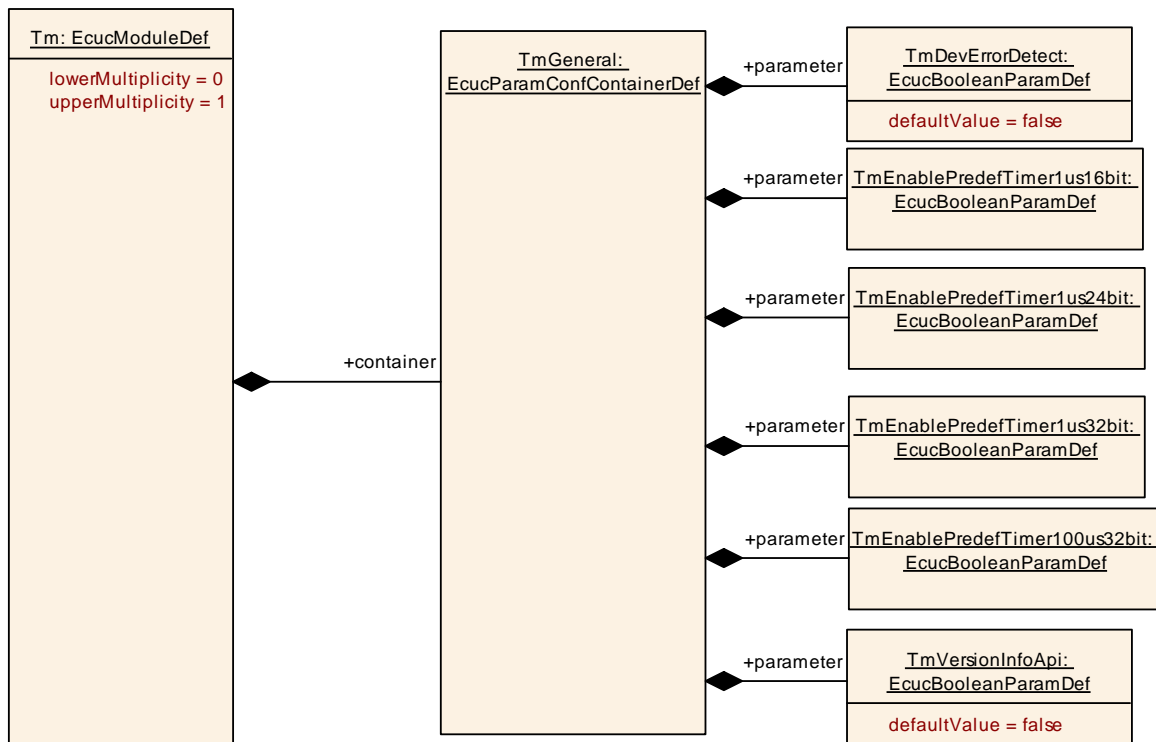 Tm: EcucModuleDef
lowerMultiplicity = 0
upperMultiplicity = 1
+container
TmGeneral:
EcucParamConfContainerDef
+parameter
TmDevErrorDetect:
EcucBooleanParamDef
defaultValue = false
+parameter
TmEnablePredefTimer1us16bit:
EcucBooleanParamDef
+parameter
TmEnablePredefTimer1us24bit:
EcucBooleanParamDef
+parameter
TmEnablePredefTimer1us32bit:
EcucBooleanParamDef
+parameter
TmEnablePredefTimer100us32bit:
EcucBooleanParamDef
+parameter
TmVersionInfoApi:
EcucBooleanParamDef
defaultValue = false